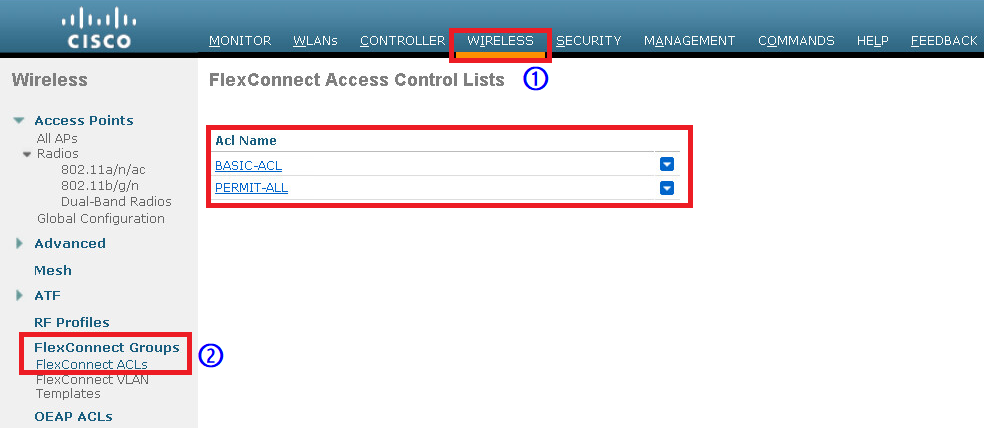 CISCO
MONITOR WLANs CONTROLLER WIRELESS SECURITY MANAGEMENT COMMANDS HELP FEEDBACK
Wireless
Access Points
All APs
Radios
802.11a/n/ac
802.11b/g/n
Dual-Band Radios
Global Configuration
Advanced
Mesh
ATF
RF Profiles
FlexConnect Groups
FlexConnect ACLs
②
FlexConnect VLAN
Templates
OEAP ACLs
FlexConnect Access Control Lists ①
Acl Name
BASIC-ACL
PERMIT-ALL